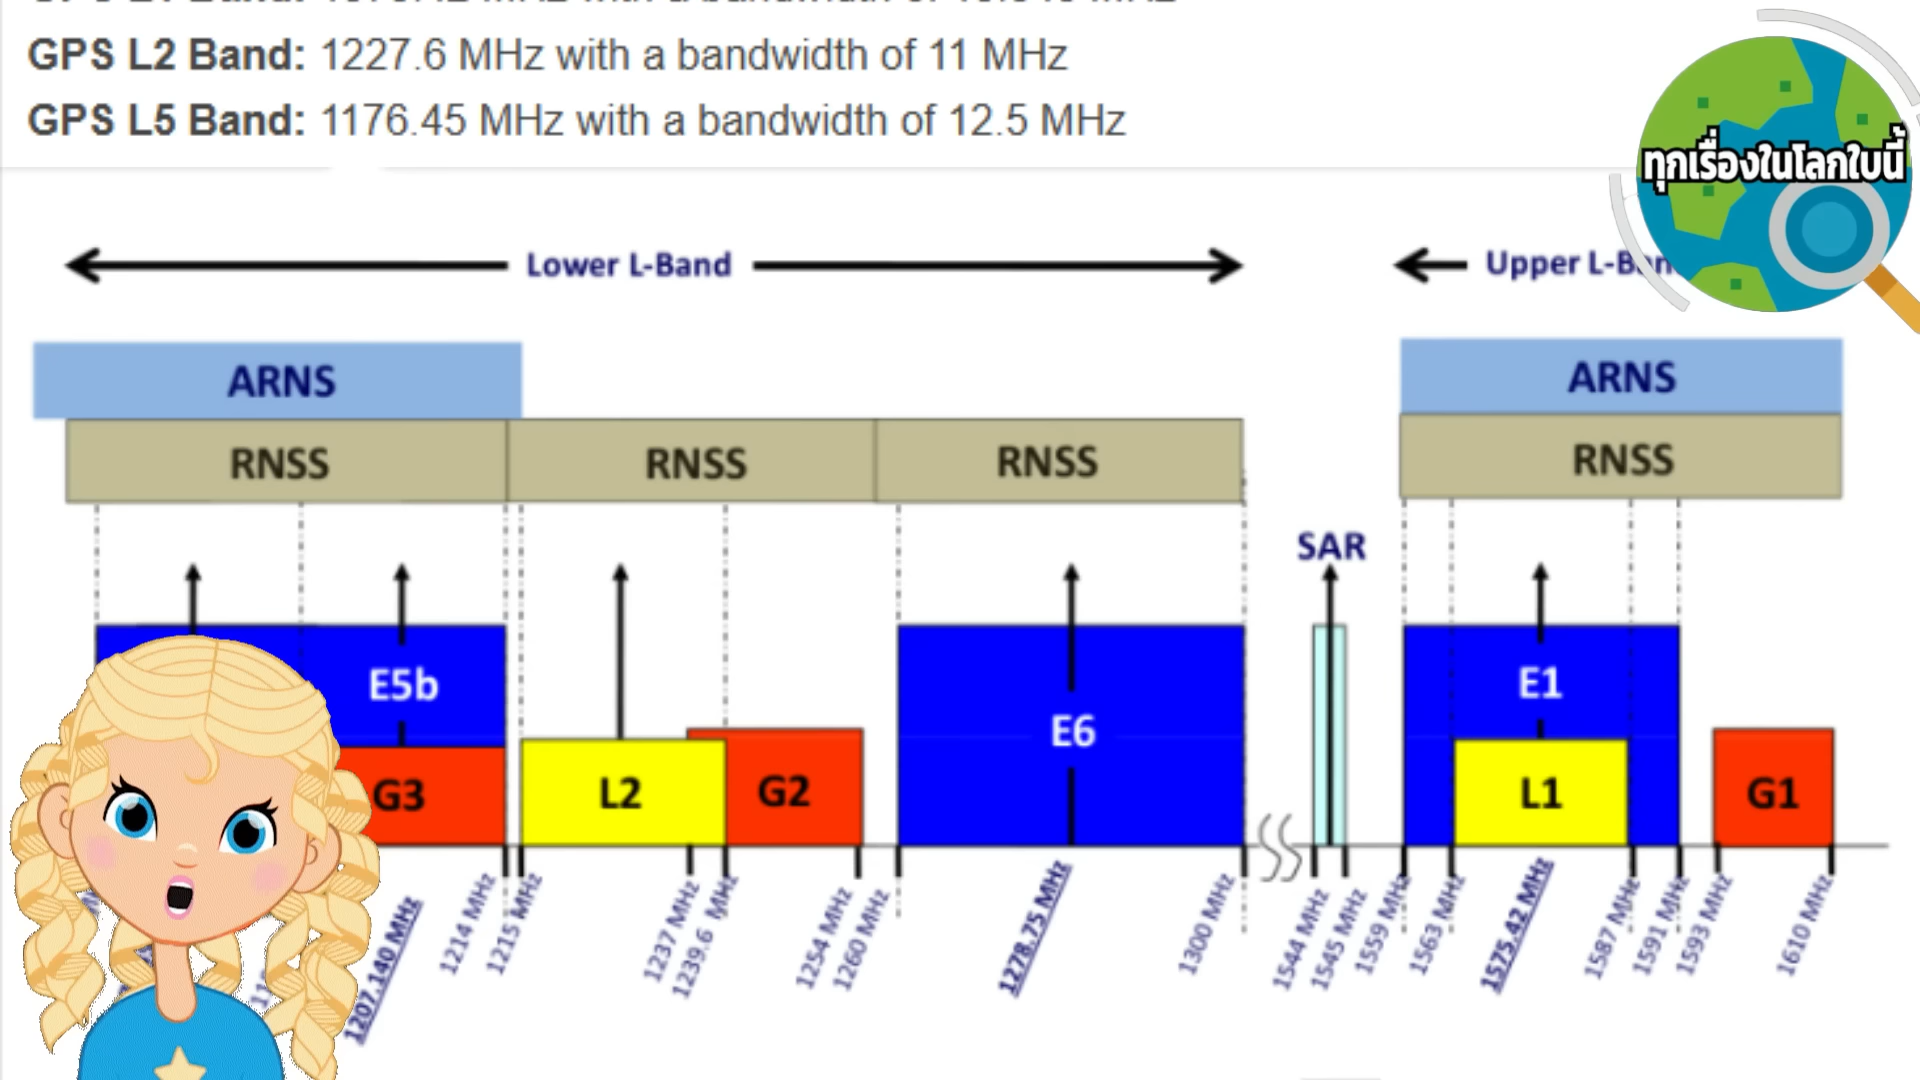 GPS L2 Band: 1227.6 MHz with a bandwidth of 11 MHz
GPS L5 Band: 1176.45 MHz with a bandwidth of 12.5 MHz
ทุกเรื่องในโลกใบนี้
Lower L-Band
Upper L-Ban
ARNS
ARNS
RNSS
RNSS
RNSS
RNSS
SAR
E5b
E6
E1
G3
L2
G2
L1
G1
1207.140 MHz
1214 MHz
1215 MHz
1237 MHz
1239.6 MHz
1254 MHz
1260 MHz
1278.75 MHz
1300 MHz
1544 MHz
1545 MHz
1559 MHz
1563 MHz
1575.42 MHz
1587 MHz
1591 MHz
1593 MHz
1610 MHz